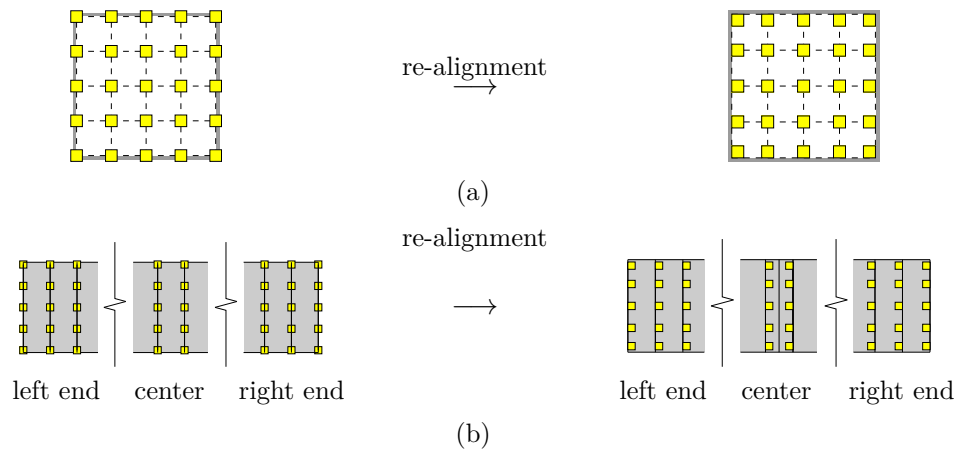 re-alignment
⟶
(a)
re-alignment
⟶
left end center right end left end center right end
(b)